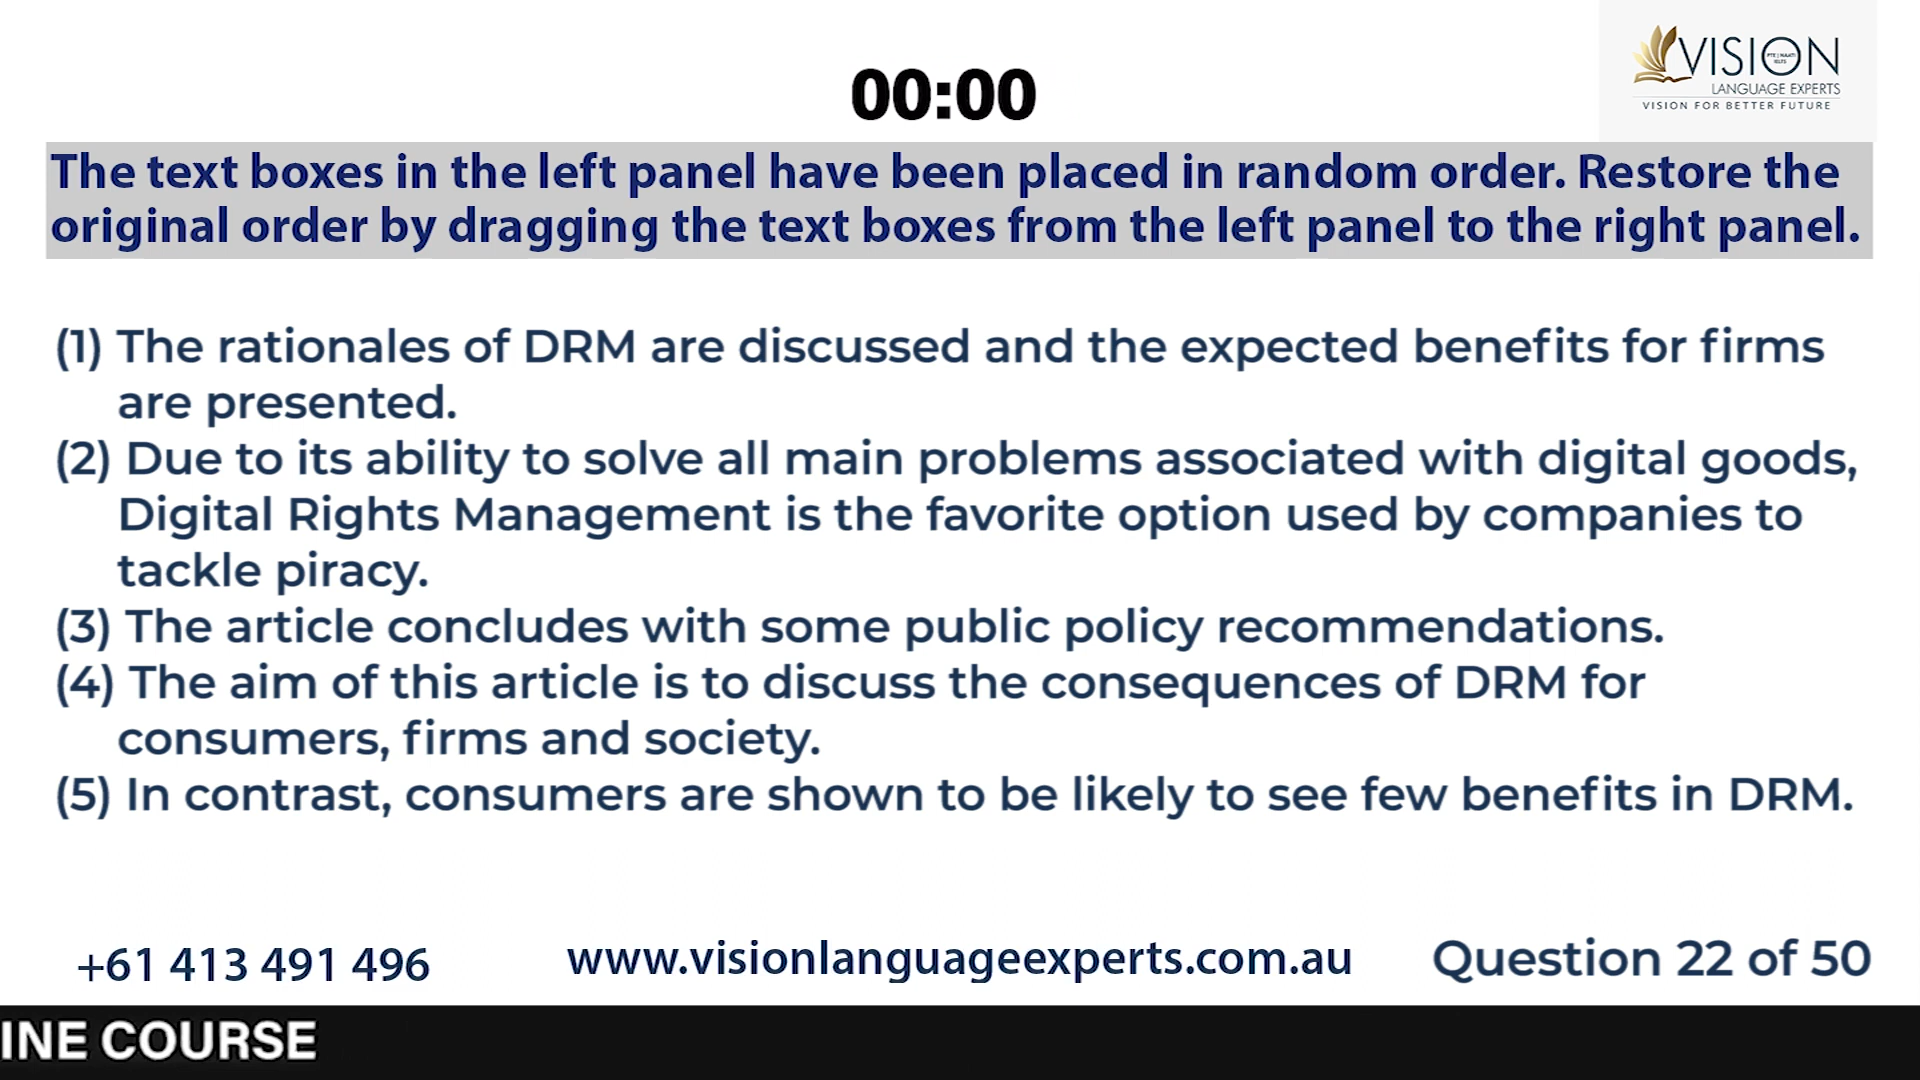 VISION
PTE | NAATI
IELTS
LANGUAGE EXPERTS
VISION FOR BETTER FUTURE
00:00
The text boxes in the left panel have been placed in random order. Restore the
original order by dragging the text boxes from the left panel to the right panel.
(1) The rationales of DRM are discussed and the expected benefits for firms
are presented.
(2) Due to its ability to solve all main problems associated with digital goods,
Digital Rights Management is the favorite option used by companies to
tackle piracy.
(3) The article concludes with some public policy recommendations.
(4) The aim of this article is to discuss the consequences of DRM for
consumers, firms and society.
(5) In contrast, consumers are shown to be likely to see few benefits in DRM.
+61 413 491 496
www.visionlanguageexperts.com.au
Question 22 of 50
INE COURSE